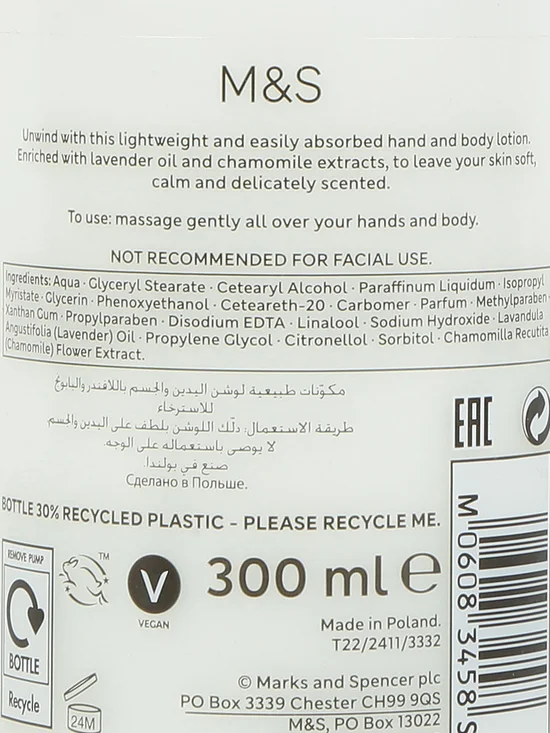 M&S
Unwind with this lightweight and easily absorbed hand and body lotion.
Enriched with lavender oil and chamomile extracts, to leave your skin soft,
calm and delicately scented.
To use: massage gently all over your hands and body.
NOT RECOMMENDED FOR FACIAL USE.
Ingredients: Aqua · Glyceryl Stearate · Cetearyl Alcohol · Paraffinum Liquidum · Isopropyl
Myristate · Glycerin · Phenoxyethanol · Ceteareth-20 · Carbomer · Parfum · Methylparaben ·
Xanthan Gum · Propylparaben · Disodium EDTA · Linalool · Sodium Hydroxide · Lavandula
Angustifolia (Lavender) Oil · Propylene Glycol · Citronellol · Sorbitol · Chamomilla Recutita
(Chamomile) Flower Extract.
مكوّنات طبيعية لوشن اليدين والجسم باللافندر والبابونج
للاسترخاء
طريقة الاستعمال: دلّك اللوشن بلطف على اليدين والجسم
لا يوصى باستعماله على الوجه.
صنع في بولندا.
Сделано в Польше.
EAC
BOTTLE 30% RECYCLED PLASTIC – PLEASE RECYCLE ME.
REMOVE PUMP
BOTTLE
Recycle
TM
V
VEGAN
300 ml e
Made in Poland.
T22/2411/3332
24M
© Marks and Spencer plc
PO Box 3339 Chester CH99 9QS
M&S, PO Box 13022
M 0608 3458 S